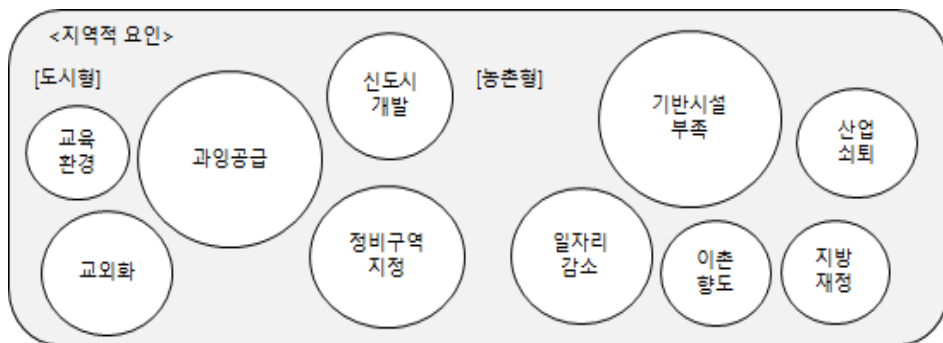 <지역적 요인>
[도시형]
교육
환경
과잉공급
신도시
개발
교외화
정비구역
지정
[농촌형]
기반시설
부족
산업
쇠퇴
일자리
감소
이촌
향도
지방
재정